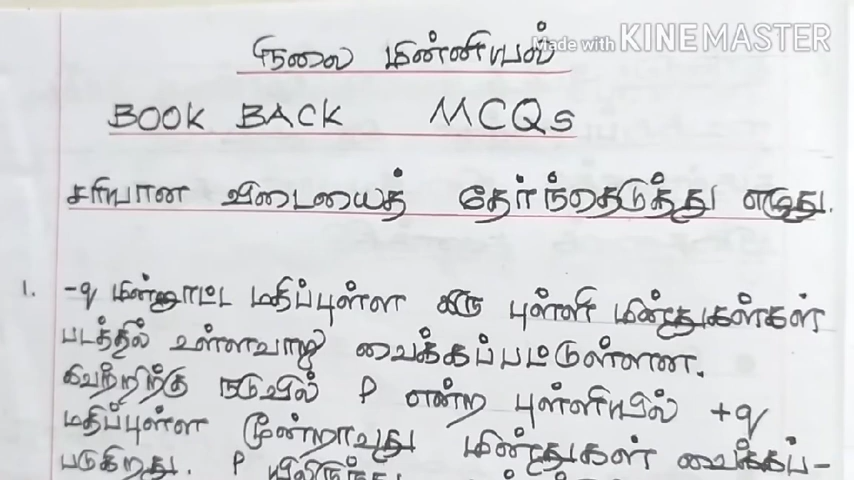 நிலை மின்னியல்
Made with KINEMASTER
BOOK BACK MCQs
சரியான விடையைத் தேர்ந்தெடுத்து எழுது.
1. -q மின்னூட்ட மதிப்புள்ள இரு புள்ளி மின்துகள்கள்
படத்தில் உள்ளவாறு வைக்கப்பட்டுள்ளன.
இவற்றிற்கு நடுவில் P என்ற புள்ளியில் +q
மதிப்புள்ள மூன்றாவது மின்துகள் வைக்கப்-
படுகிறது. P யிலிருந்து